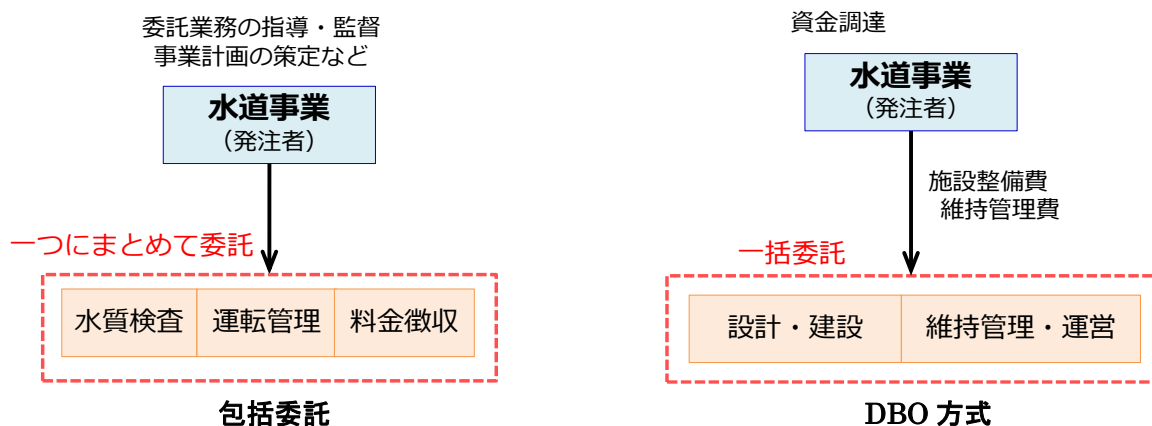 委託業務の指導・監督
事業計画の策定など
水道事業
（発注者）
一つにまとめて委託
水質検査
運転管理
料金徴収
包括委託
資金調達
水道事業
（発注者）
施設整備費
維持管理費
一括委託
設計・建設
維持管理・運営
DBO 方式